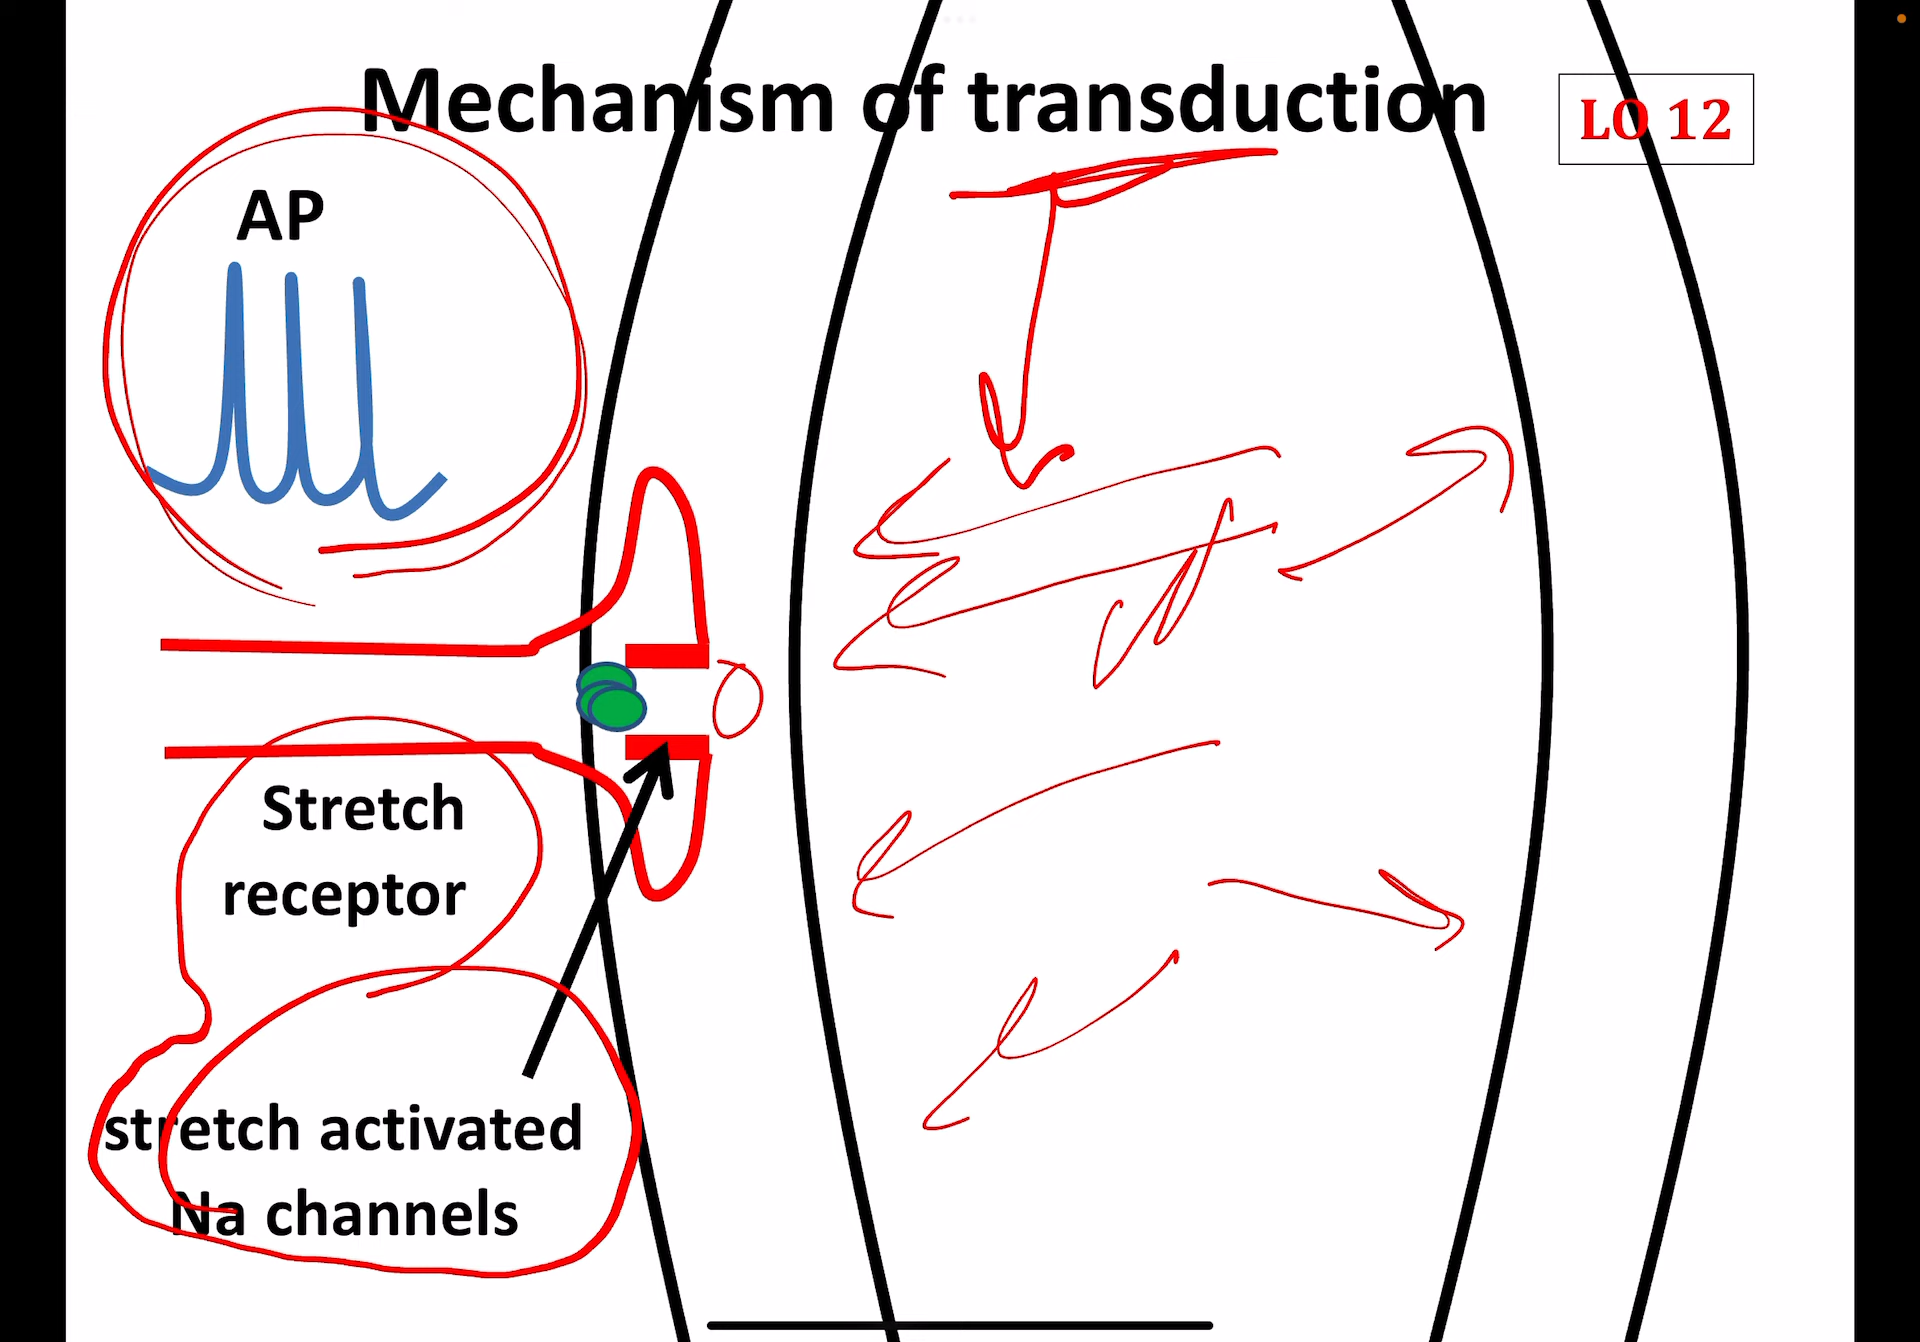 Mechanism of transduction
LO 12
AP
Stretch
receptor
stretch activated
Na channels